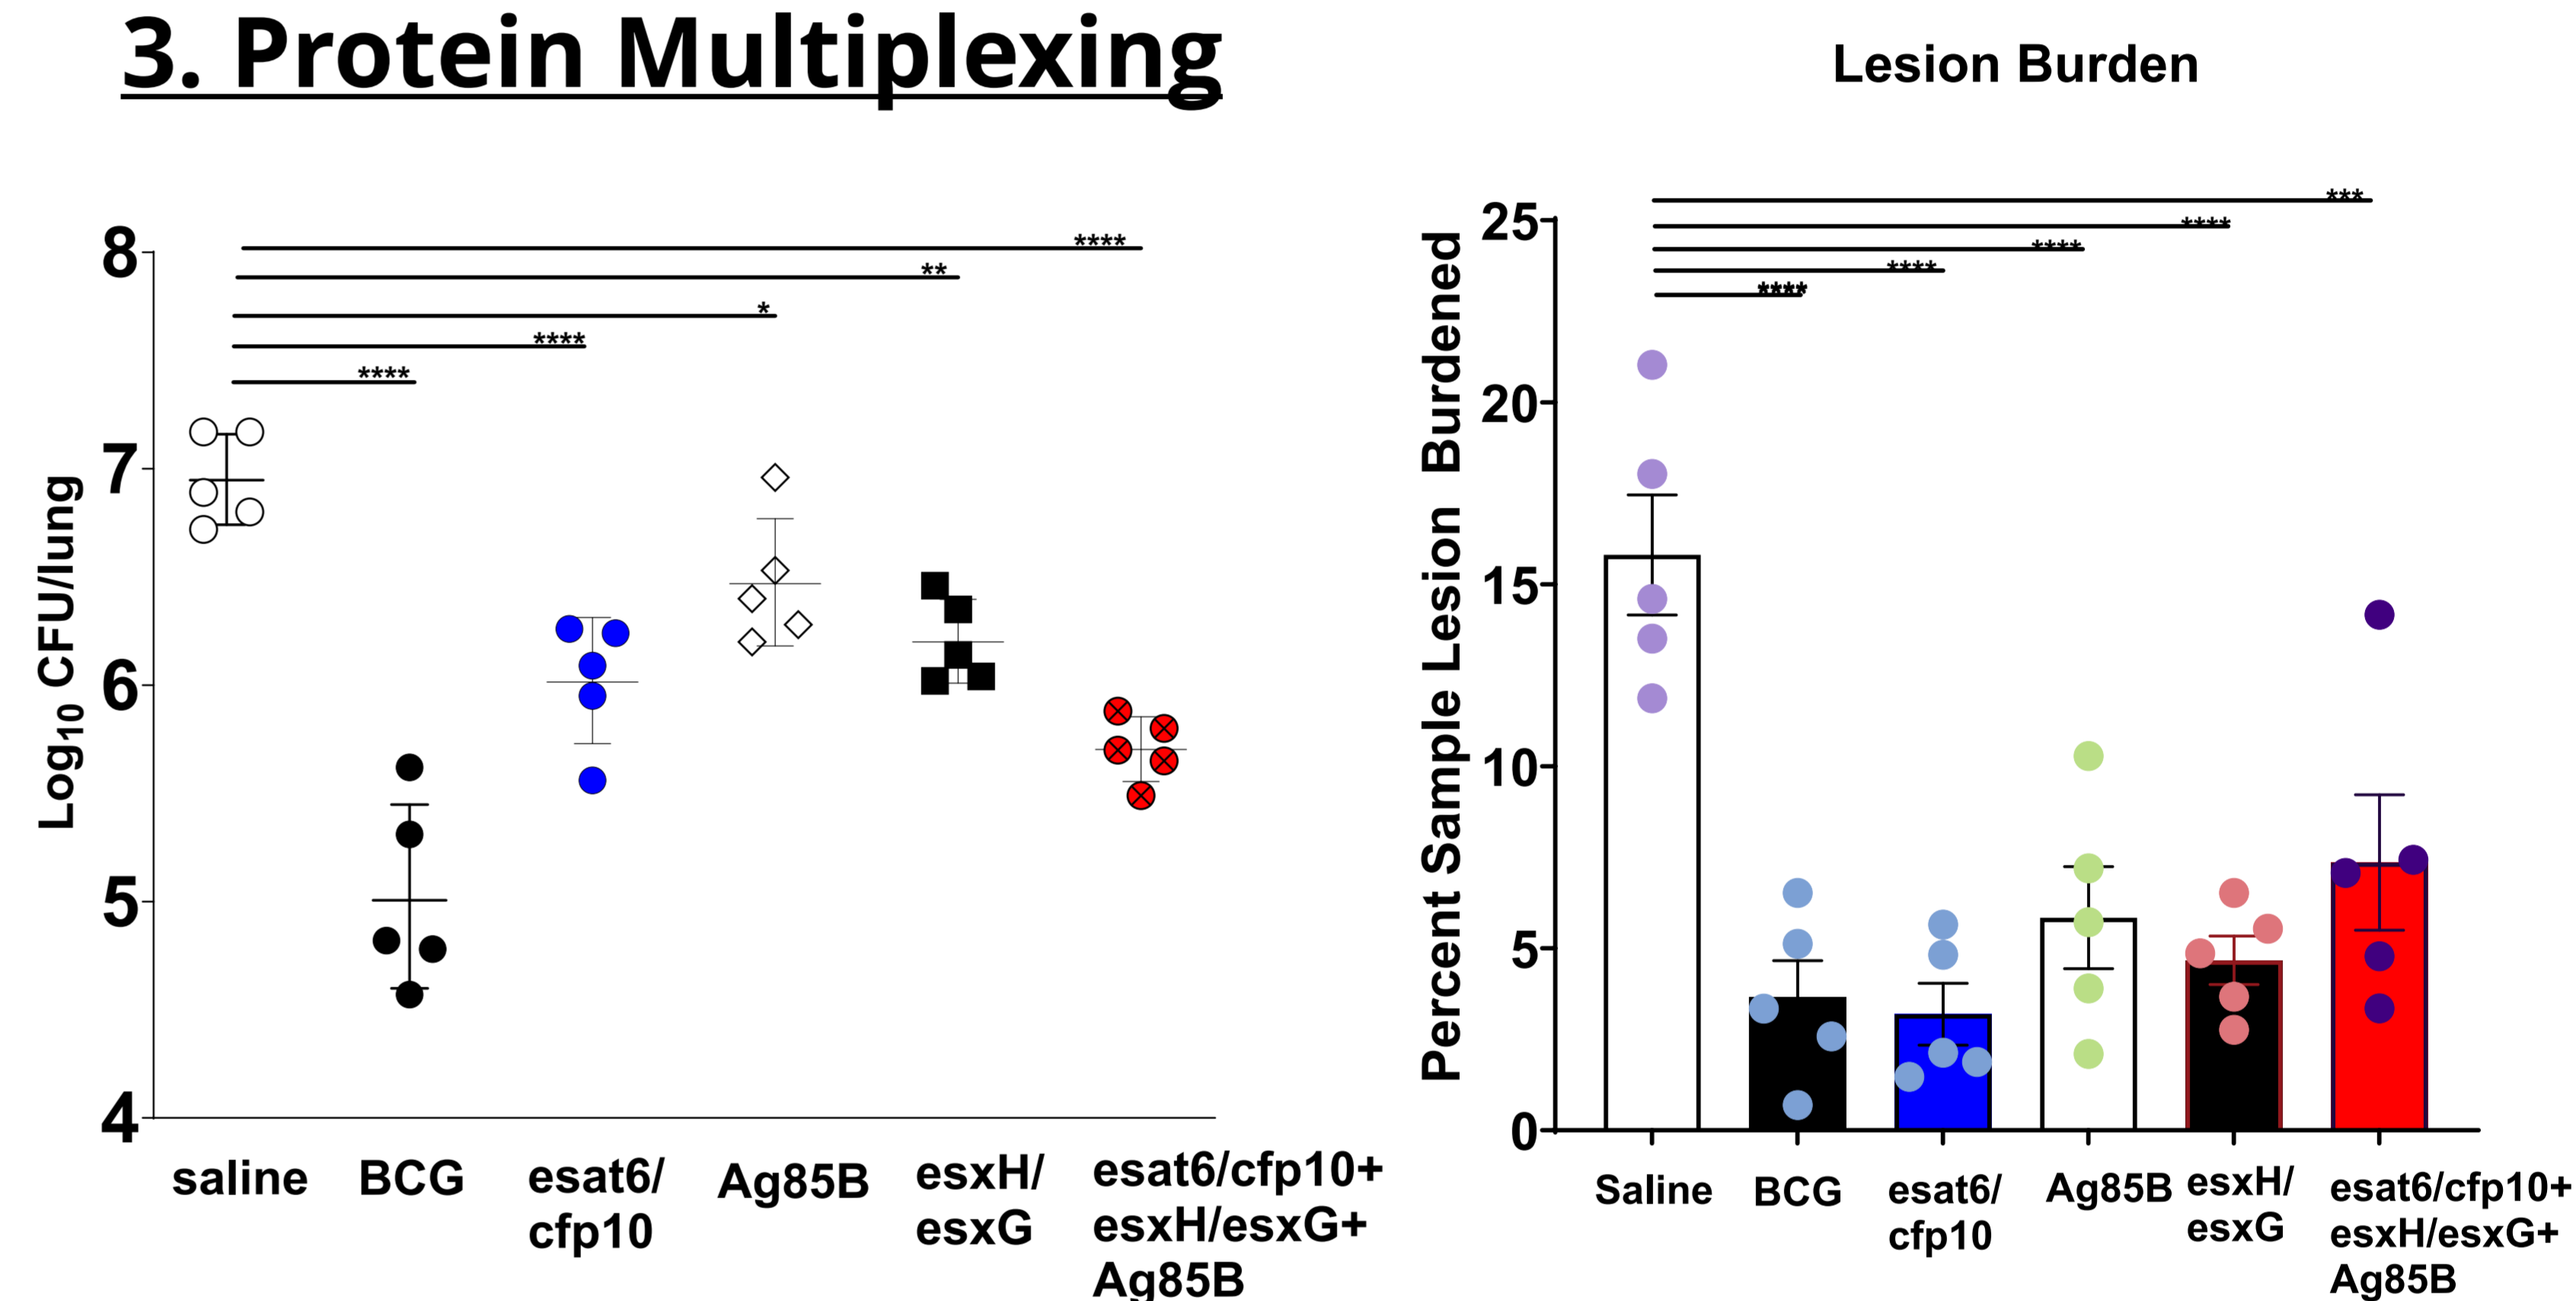 3. Protein Multiplexing
Log10 CFU/lung
8
7
6
5
4
****
**
*
****
****
saline
BCG
esat6/
cfp10
Ag85B
esxH/
esxG
esat6/cfp10+
esxH/esxG+
Ag85B
Lesion Burden
Percent Sample Lesion Burdened
25
20
15
10
5
0
***
****
****
****
****
Saline
BCG
esat6/
cfp10
Ag85B
esxH/
esxG
esat6/cfp10+
esxH/esxG+
Ag85B